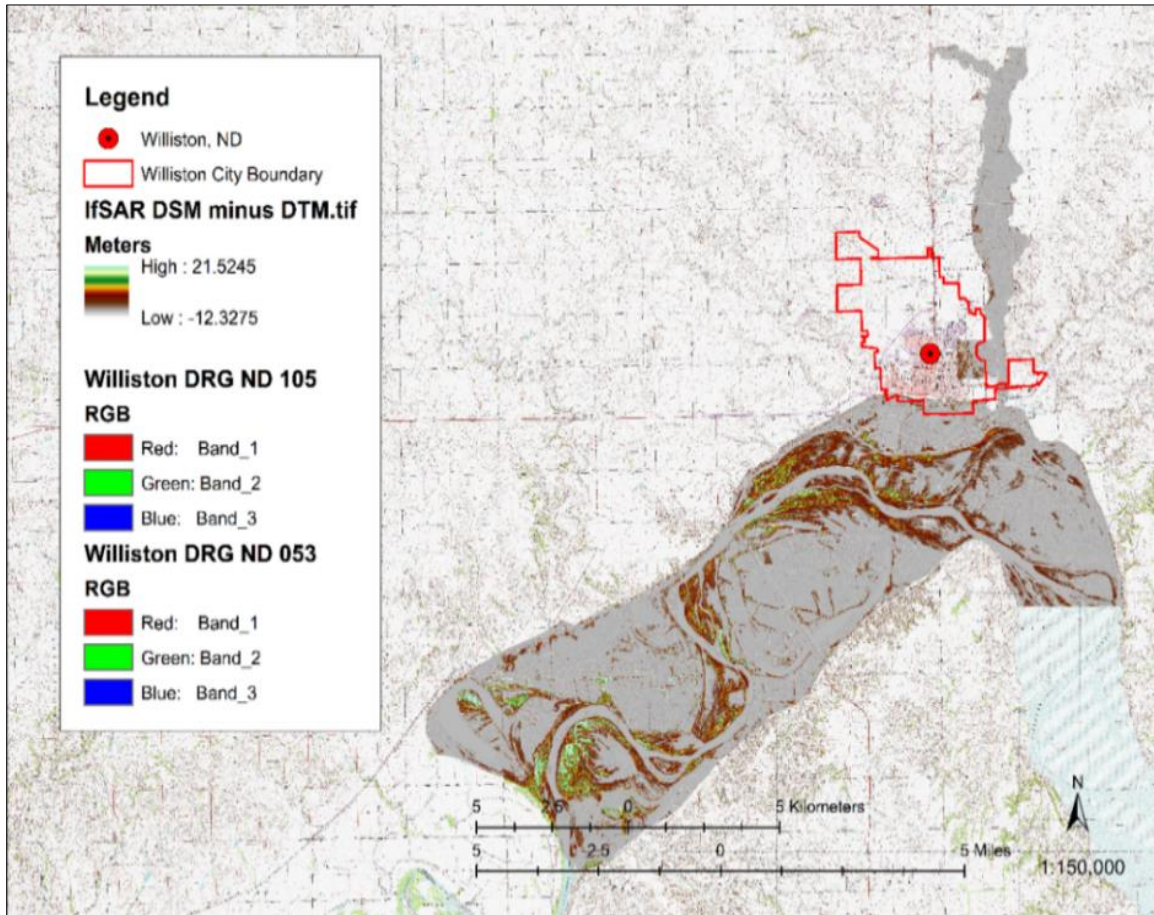 Legend
Williston, ND
Williston City Boundary
IfSAR DSM minus DTM.tif
Meters
High : 21.5245
Low : -12.3275
Williston DRG ND 105
RGB
Red: Band_1
Green: Band_2
Blue: Band_3
Williston DRG ND 053
RGB
Red: Band_1
Green: Band_2
Blue: Band_3
N
5 2.5 0 5 Kilometers
5 2.5 0 5 Miles
1:150,000